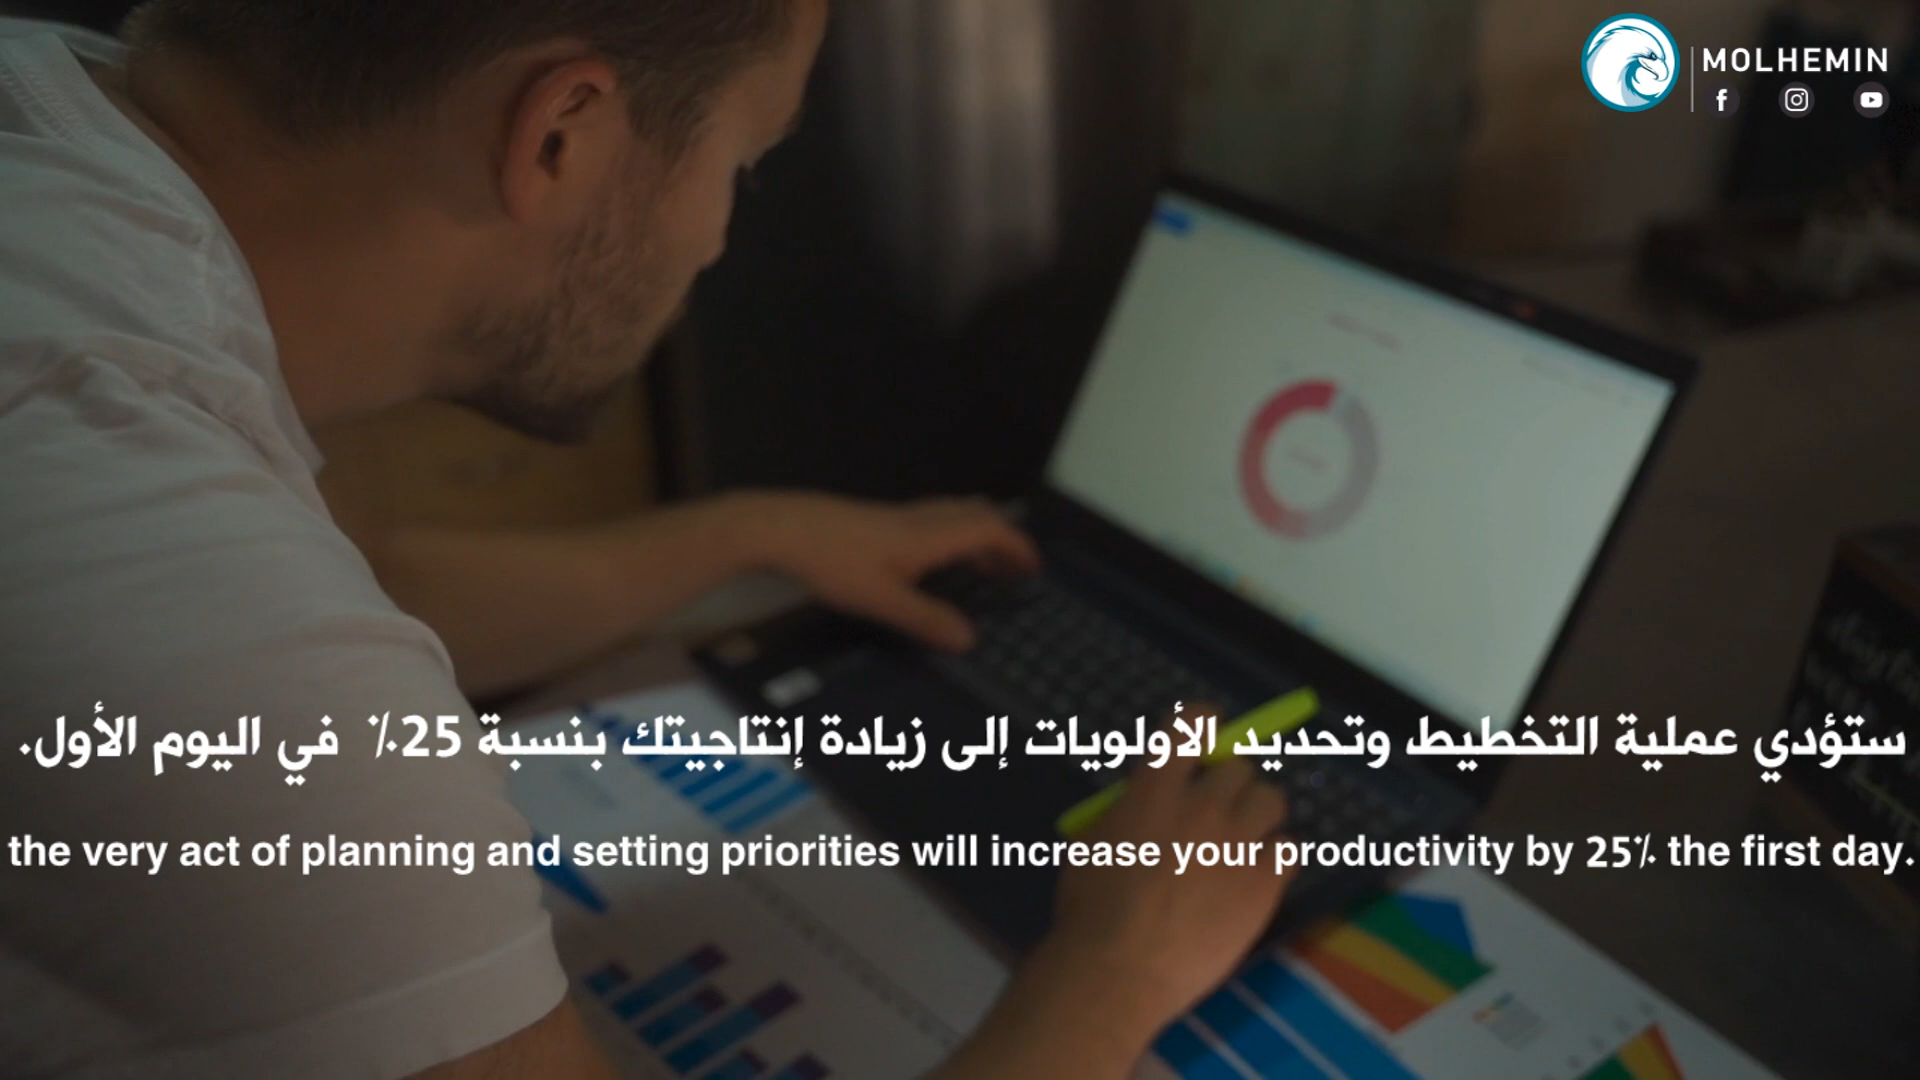 MOLHEMIN
ستؤدي عملية التخطيط وتحديد الأولويات إلى زيادة إنتاجيتك بنسبة 25٪ في اليوم الأول.
the very act of planning and setting priorities will increase your productivity by 25٪ the first day.